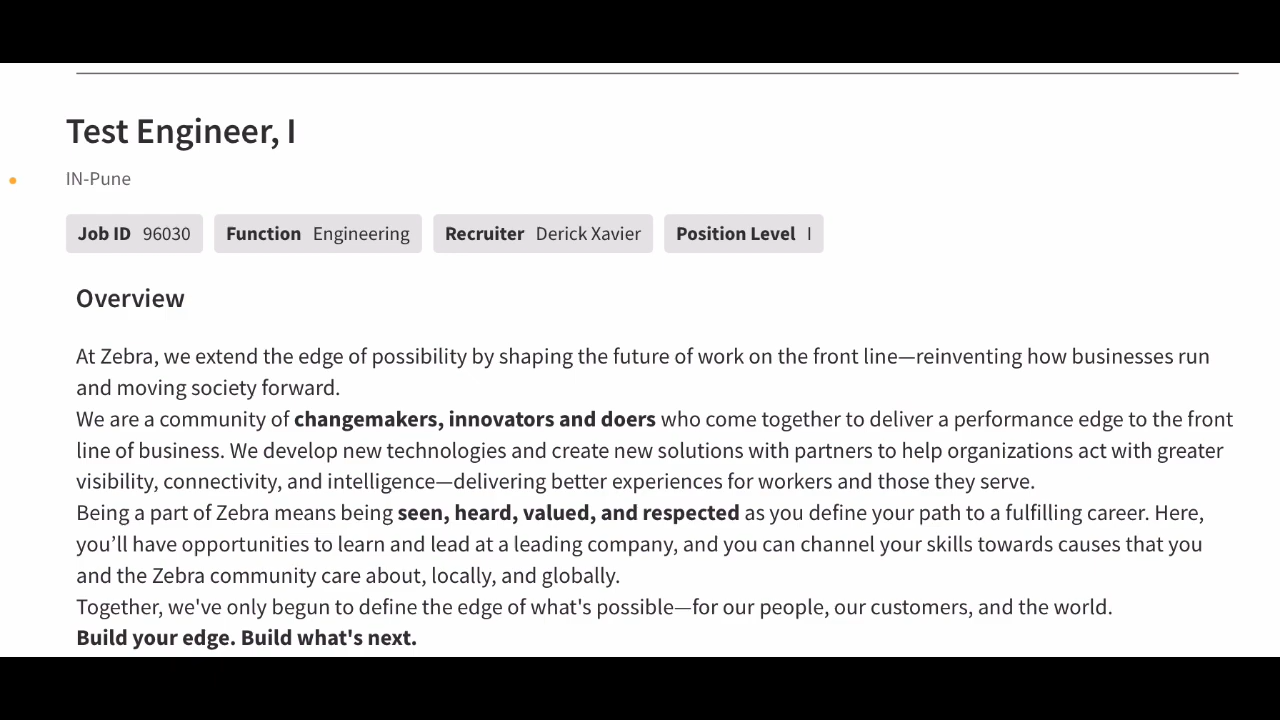 Test Engineer, I
IN-Pune
Job ID 96030 Function Engineering Recruiter Derick Xavier Position Level I
Overview
At Zebra, we extend the edge of possibility by shaping the future of work on the front line—reinventing how businesses run
and moving society forward.
We are a community of changemakers, innovators and doers who come together to deliver a performance edge to the front
line of business. We develop new technologies and create new solutions with partners to help organizations act with greater
visibility, connectivity, and intelligence—delivering better experiences for workers and those they serve.
Being a part of Zebra means being seen, heard, valued, and respected as you define your path to a fulfilling career. Here,
you’ll have opportunities to learn and lead at a leading company, and you can channel your skills towards causes that you
and the Zebra community care about, locally, and globally.
Together, we've only begun to define the edge of what's possible—for our people, our customers, and the world.
Build your edge. Build what's next.